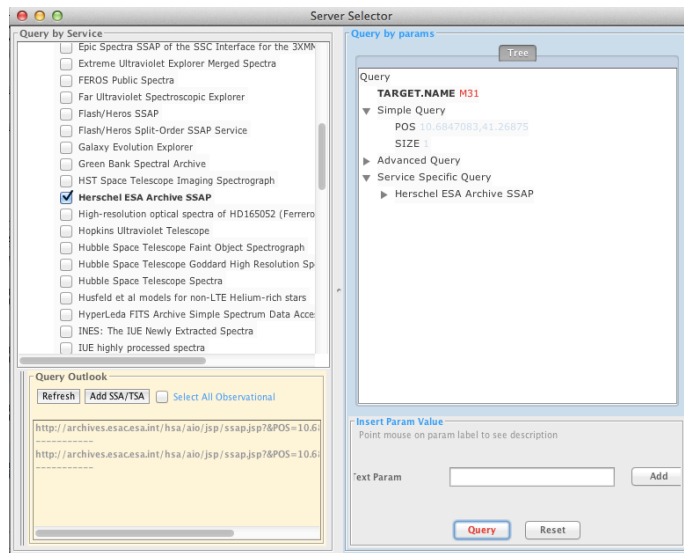 Server Selector
Query by Service
Epic Spectra SSAP of the SSC Interface for the 3XMM
Extreme Ultraviolet Explorer Merged Spectra
FEROS Public Spectra
Far Ultraviolet Spectroscopic Explorer
Flash/Heros SSAP
Flash/Heros Split-Order SSAP Service
Galaxy Evolution Explorer
Green Bank Spectral Archive
HST Space Telescope Imaging Spectrograph
Herschel ESA Archive SSAP
High-resolution optical spectra of HD165052 (Ferrero
Hopkins Ultraviolet Telescope
Hubble Space Telescope Faint Object Spectrograph
Hubble Space Telescope Goddard High Resolution Sp
Hubble Space Telescope Spectra
Husfeld et al models for non-LTE Helium-rich stars
HyperLeda FITS Archive Simple Spectrum Data Acce
INES: The IUE Newly Extracted Spectra
IUE highly processed spectra
Query Outlook
Refresh Add SSA/TSA Select All Observational
http://archives.esac.esa.int/hsa/aio/jsp/ssap.jsp?&POS=10.6
-----------
http://archives.esac.esa.int/hsa/aio/jsp/ssap.jsp?&POS=10.6
-----------
Query by params
Tree
Query
TARGET.NAME M31
Simple Query
POS 10.6847083,41.26875
SIZE 1
Advanced Query
Service Specific Query
Herschel ESA Archive SSAP
Insert Param Value
Point mouse on param label to see description
Text Param Add
Query Reset